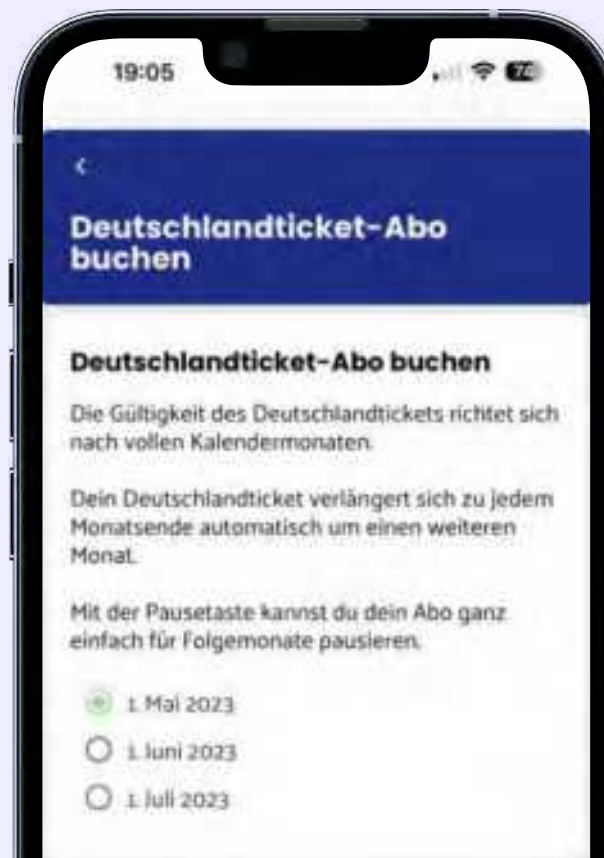 19:05
74
Deutschlandticket-Abo
buchen
Deutschlandticket-Abo buchen
Die Gültigkeit des Deutschlandtickets richtet sich
nach vollen Kalendermonaten.
Dein Deutschlandticket verlängert sich zu jedem
Monatsende automatisch um einen weiteren
Monat.
Mit der Pausetaste kannst du dein Abo ganz
einfach für Folgemonate pausieren.
1. Mai 2023
1. Juni 2023
1. Juli 2023